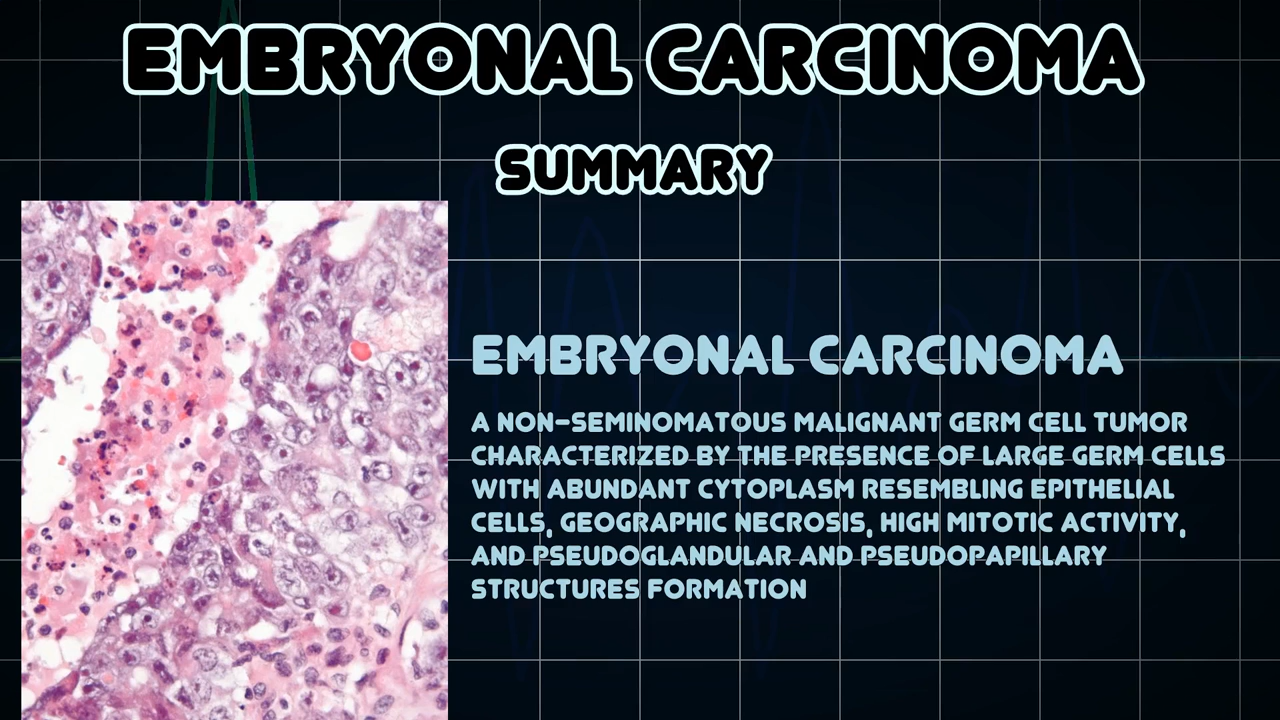 EMBRYONAL CARCINOMA
SUMMARY
EMBRYONAL CARCINOMA
A NON-SEMINOMATOUS MALIGNANT GERM CELL TUMOR
CHARACTERIZED BY THE PRESENCE OF LARGE GERM CELLS
WITH ABUNDANT CYTOPLASM RESEMBLING EPITHELIAL
CELLS, GEOGRAPHIC NECROSIS, HIGH MITOTIC ACTIVITY,
AND PSEUDOGLANDULAR AND PSEUDOPAPILLARY
STRUCTURES FORMATION